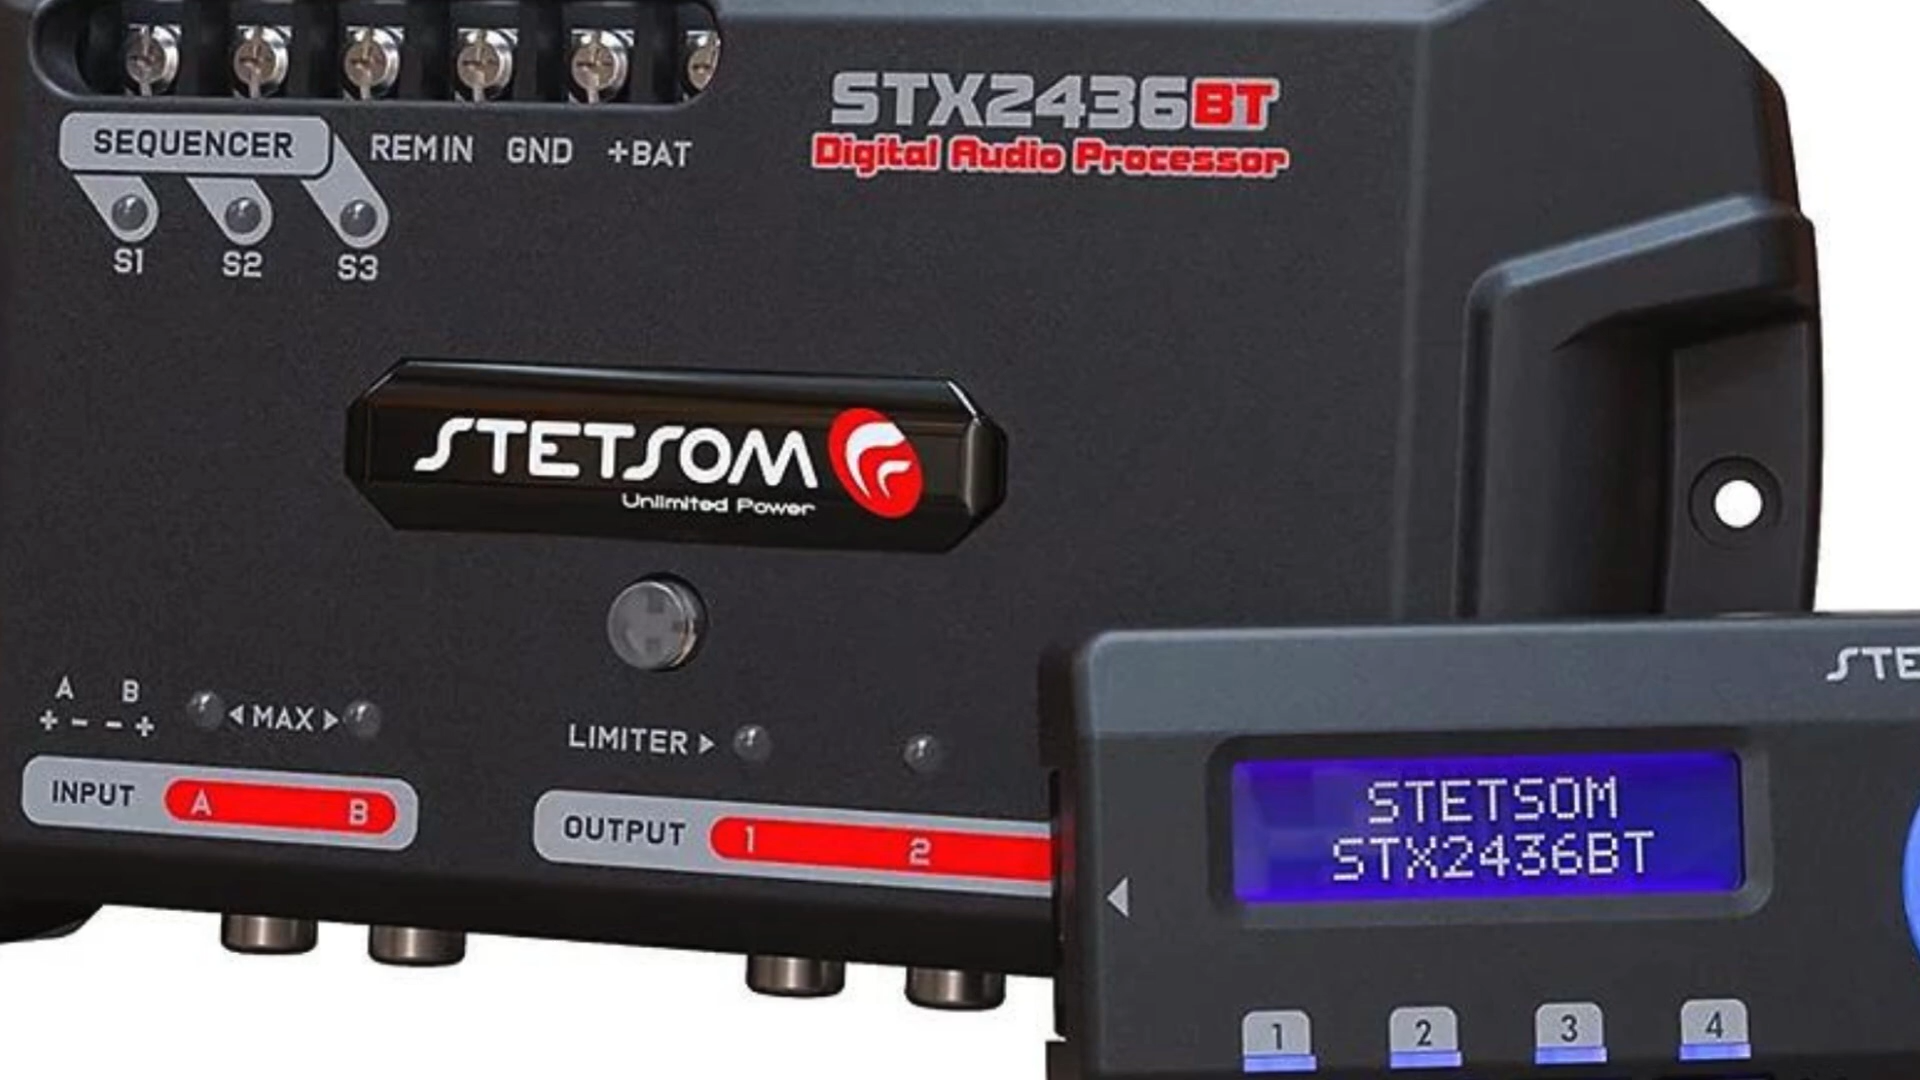 STX2436BT
Digital Audio Processor
SEQUENCER REM IN GND +BAT
S1 S2 S3
STETSOM
Unlimited Power
A B
+ - - + ◄ MAX ►
LIMITER ►
INPUT A B
OUTPUT 1 2
STE
STETSOM
STX2436BT
1 2 3 4